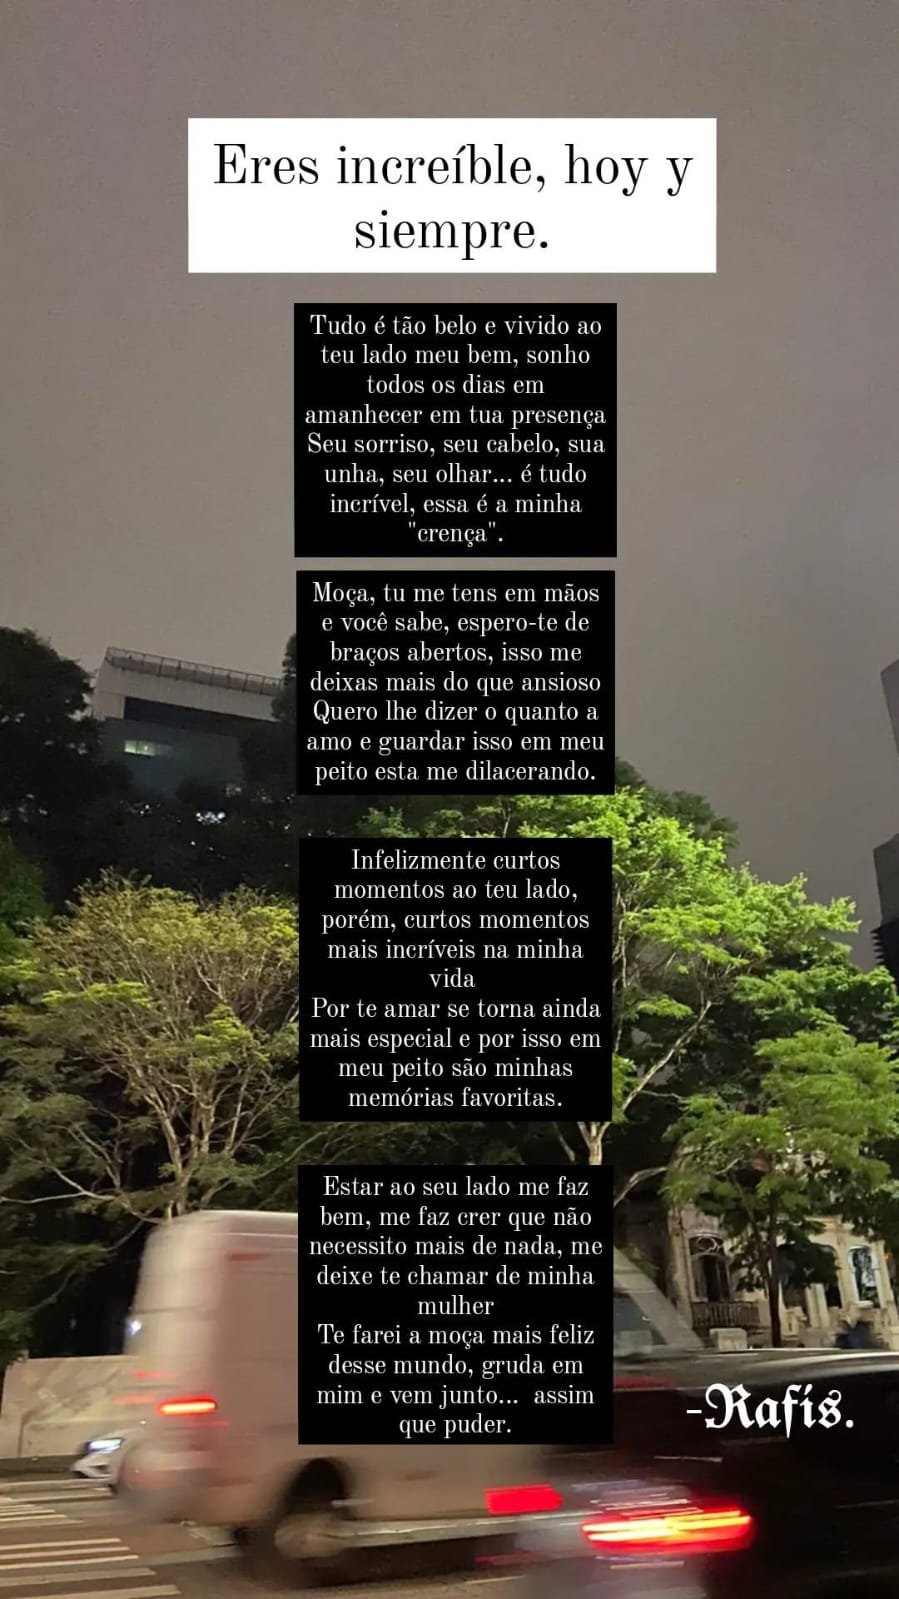 Eres increíble, hoy y
siempre.
Tudo é tão belo e vivido ao
teu lado meu bem, sonho
todos os dias em
amanhecer em tua presença
Seu sorriso, seu cabelo, sua
unha, seu olhar... é tudo
incrível, essa é a minha
"crença".
Moça, tu me tens em mãos
e você sabe, espero-te de
braços abertos, isso me
deixas mais do que ansioso
Quero lhe dizer o quanto a
amo e guardar isso em meu
peito esta me dilacerando.
Infelizmente curtos
momentos ao teu lado,
porém, curtos momentos
mais incríveis na minha
vida
Por te amar se torna ainda
mais especial e por isso em
meu peito são minhas
memórias favoritas.
Estar ao seu lado me faz
bem, me faz crer que não
necessito mais de nada, me
deixe te chamar de minha
mulher
Te farei a moça mais feliz
desse mundo, gruda em
mim e vem junto... assim
que puder.
-Rafis.